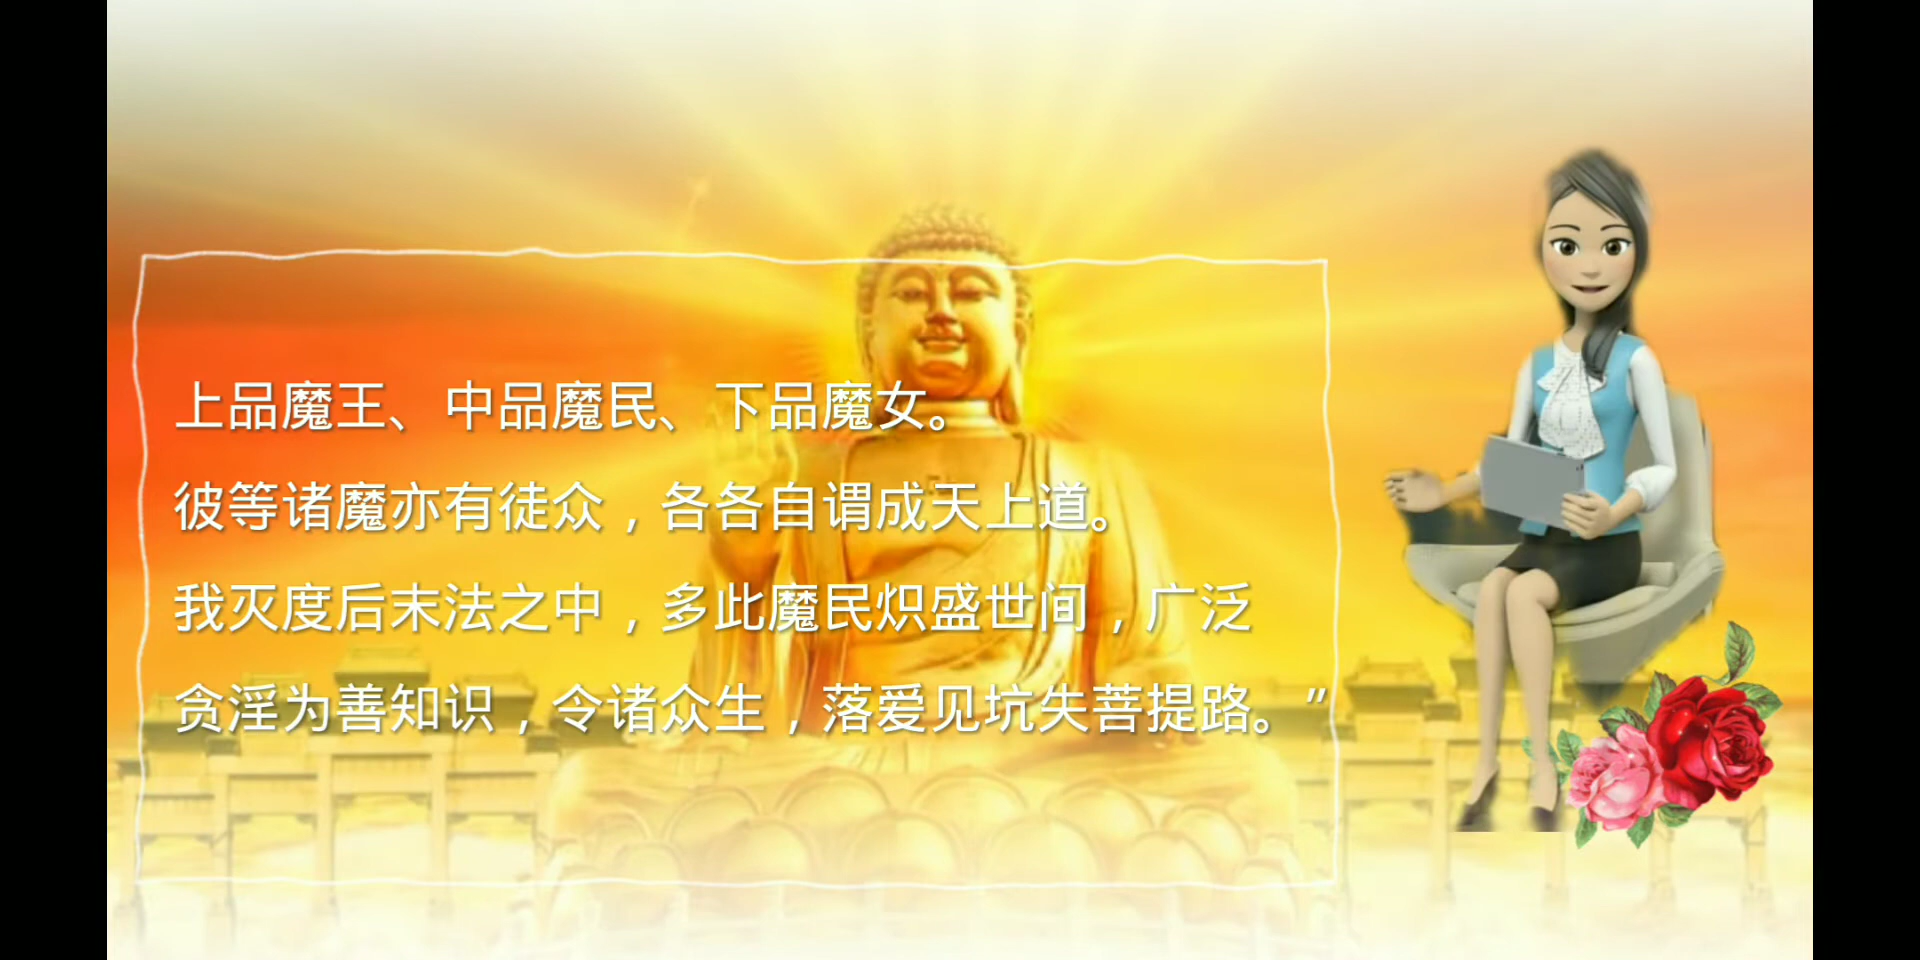 上品魔王、中品魔民、下品魔女。
彼等诸魔亦有徒众，各各自谓成天上道。
我灭度后末法之中，多此魔民炽盛世间，广泛
贪淫为善知识，令诸众生，落爱见坑失菩提路。”